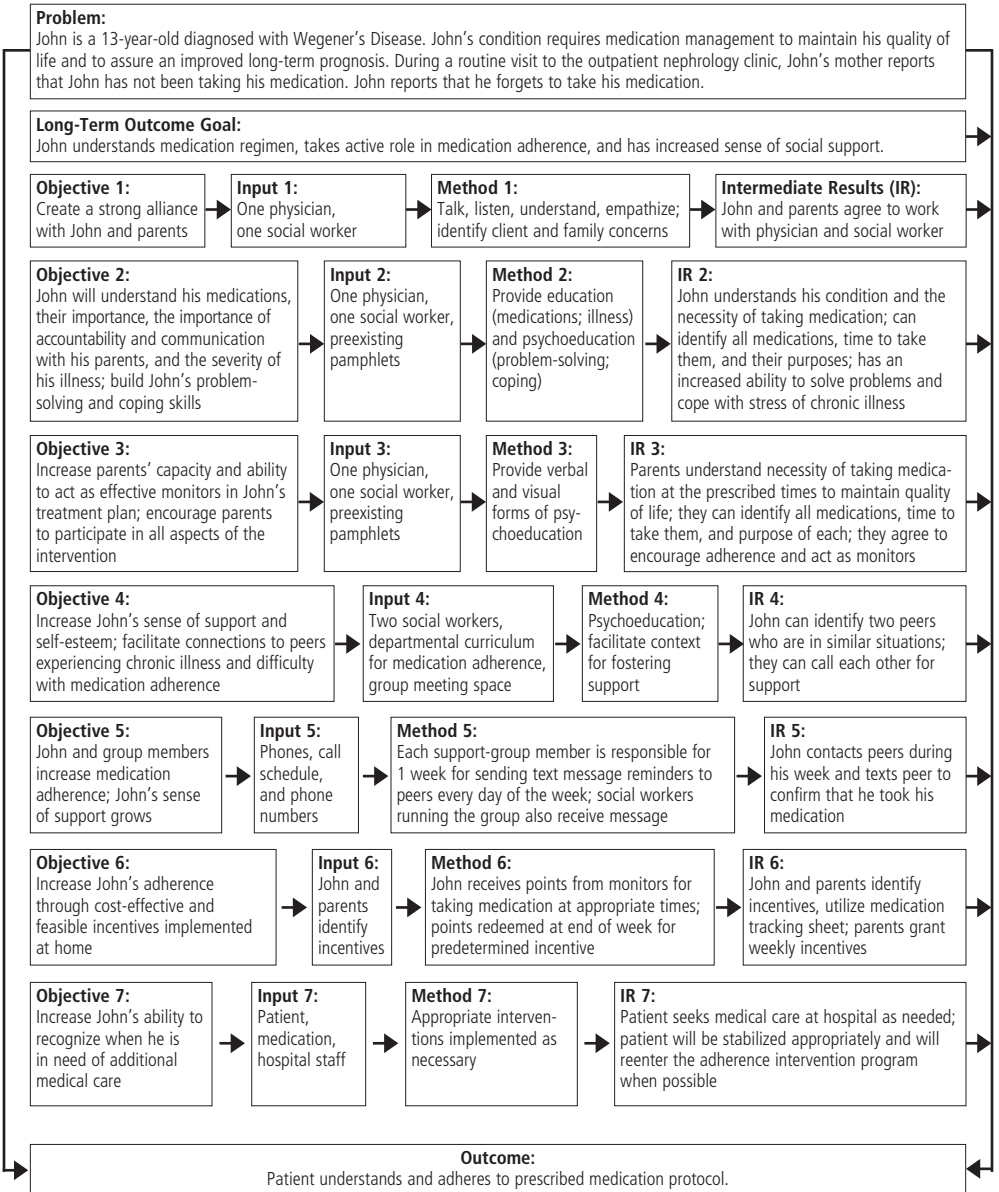 Problem:
John is a 13-year-old diagnosed with Wegener's Disease. John's condition requires medication management to maintain his quality of
life and to assure an improved long-term prognosis. During a routine visit to the outpatient nephrology clinic, John's mother reports
that John has not been taking his medication. John reports that he forgets to take his medication.
Long-Term Outcome Goal:
John understands medication regimen, takes active role in medication adherence, and has increased sense of social support.
Objective 1:
Create a strong alliance
with John and parents
Input 1:
One physician,
one social worker
Method 1:
Talk, listen, understand, empathize;
identify client and family concerns
Intermediate Results (IR):
John and parents agree to work
with physician and social worker
Objective 2:
John will understand his medications,
their importance, the importance of
accountability and communication
with his parents, and the severity of
his illness; build John's problem-
solving and coping skills
Input 2:
One physician,
one social worker,
preexisting
pamphlets
Method 2:
Provide education
(medications; illness)
and psychoeducation
(problem-solving;
coping)
IR 2:
John understands his condition and the
necessity of taking medication; can
identify all medications, time to take
them, and their purposes; has an
increased ability to solve problems and
cope with stress of chronic illness
Objective 3:
Increase parents' capacity and ability
to act as effective monitors in John's
treatment plan; encourage parents
to participate in all aspects of the
intervention
Input 3:
One physician,
one social worker,
preexisting
pamphlets
Method 3:
Provide verbal
and visual
forms of psy-
choeducation
IR 3:
Parents understand necessity of taking medica-
tion at the prescribed times to maintain quality
of life; they can identify all medications, time to
take them, and purpose of each; they agree to
encourage adherence and act as monitors
Objective 4:
Increase John's sense of support and
self-esteem; facilitate connections to peers
experiencing chronic illness and difficulty
with medication adherence
Input 4:
Two social workers,
departmental curriculum
for medication adherence,
group meeting space
Method 4:
Psychoeducation;
facilitate context
for fostering
support
IR 4:
John can identify two peers
who are in similar situations;
they can call each other for
support
Objective 5:
John and group members
increase medication
adherence; John's sense
of support grows
Input 5:
Phones, call
schedule,
and phone
numbers
Method 5:
Each support-group member is responsible for
1 week for sending text message reminders to
peers every day of the week; social workers
running the group also receive message
IR 5:
John contacts peers during
his week and texts peer to
confirm that he took his
medication
Objective 6:
Increase John's adherence
through cost-effective and
feasible incentives implemented
at home
Input 6:
John and
parents
identify
incentives
Method 6:
John receives points from monitors for
taking medication at appropriate times;
points redeemed at end of week for
predetermined incentive
IR 6:
John and parents identify
incentives, utilize medication
tracking sheet; parents grant
weekly incentives
Objective 7:
Increase John's ability to
recognize when he is
in need of additional
medical care
Input 7:
Patient,
medication,
hospital staff
Method 7:
Appropriate interven-
tions implemented as
necessary
IR 7:
Patient seeks medical care at hospital as needed;
patient will be stabilized appropriately and will
reenter the adherence intervention program
when possible
Outcome:
Patient understands and adheres to prescribed medication protocol.